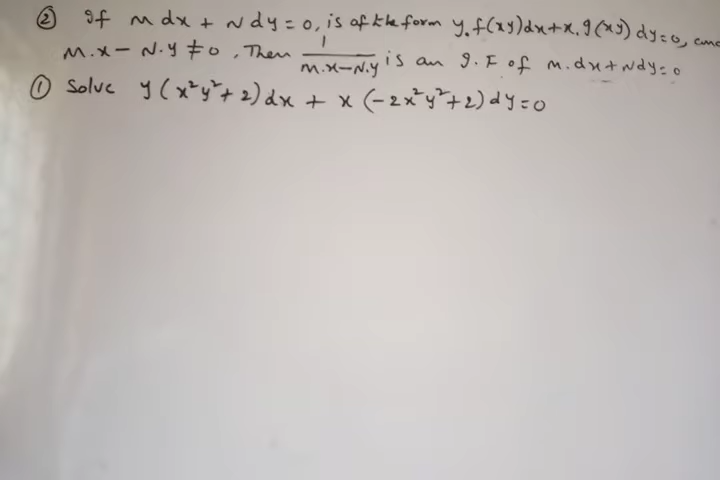 ② If M dx + N dy = 0, is of the form y.f(xy)dx + x.g(xy) dy = 0, and
M.x - N.y ≠ 0, Then 1/(M.x - N.y) is an I.F of M.dx + N dy = 0
① Solve y(x²y² + 2)dx + x(-2x²y² + 2)dy = 0